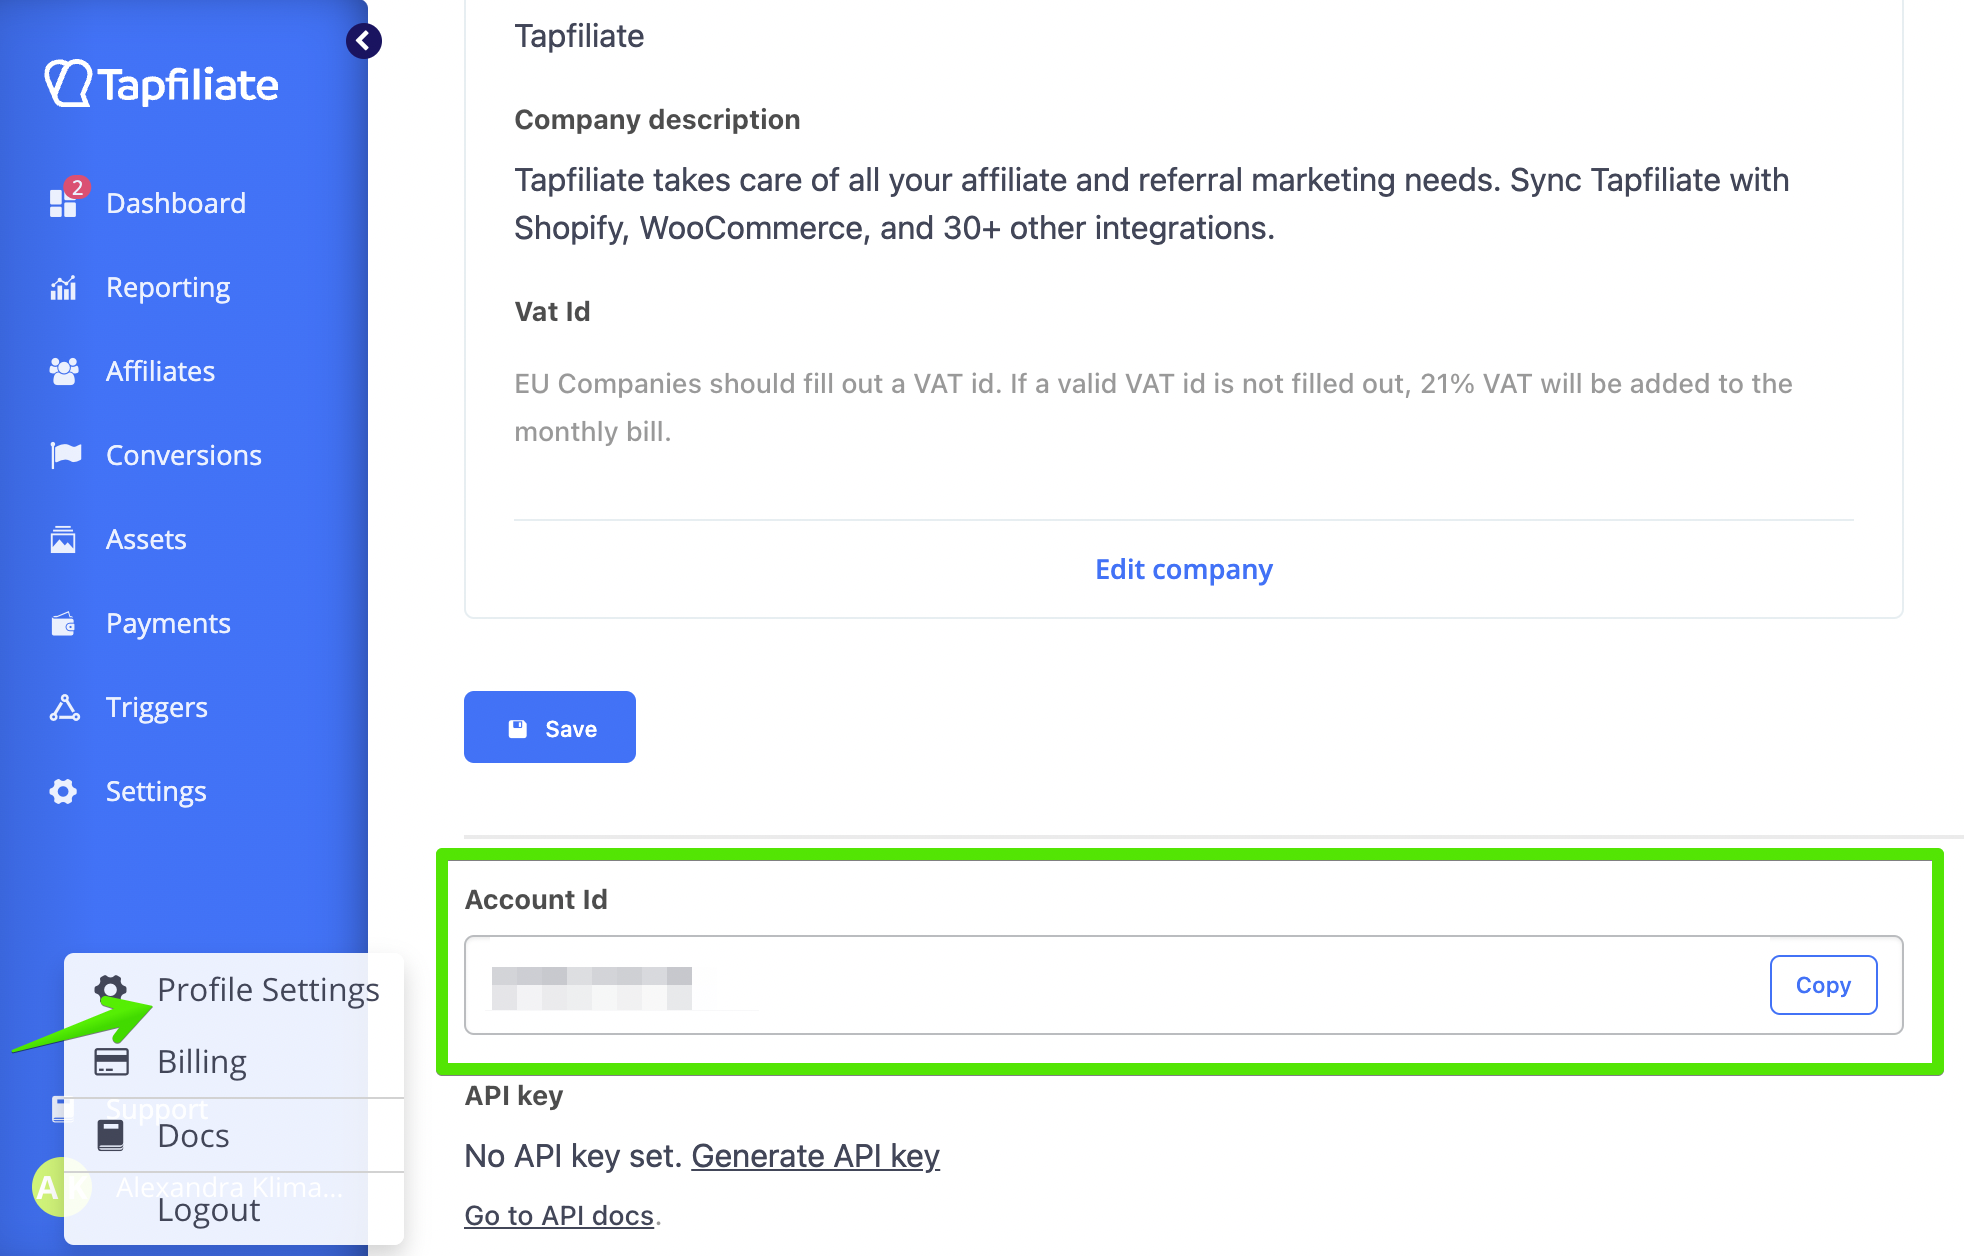 Tapfiliate
2
Dashboard
Reporting
Affiliates
Conversions
Assets
Payments
Triggers
Settings
Profile Settings
Billing
Support
Docs
AK
Alexandra Klima...
Logout
Tapfiliate
Company description
Tapfiliate takes care of all your affiliate and referral marketing needs. Sync Tapfiliate with
Shopify, WooCommerce, and 30+ other integrations.
Vat Id
EU Companies should fill out a VAT id. If a valid VAT id is not filled out, 21% VAT will be added to the
monthly bill.
Edit company
Save
Account Id
Copy
API key
No API key set. Generate API key
Go to API docs.